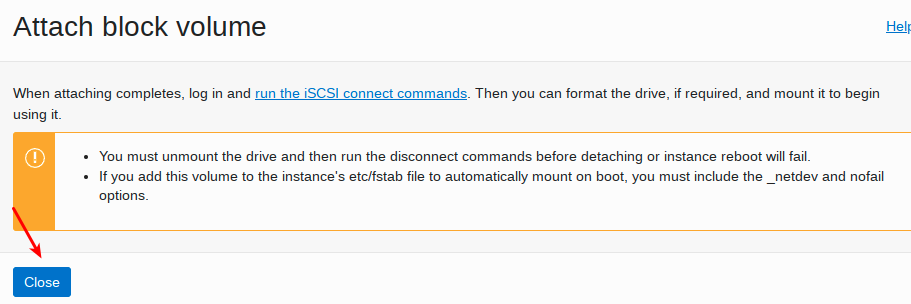 Attach block volume
Help
When attaching completes, log in and run the iSCSI connect commands. Then you can format the drive, if required, and mount it to begin
using it.
• You must unmount the drive and then run the disconnect commands before detaching or instance reboot will fail.
• If you add this volume to the instance's etc/fstab file to automatically mount on boot, you must include the _netdev and nofail
options.
Close